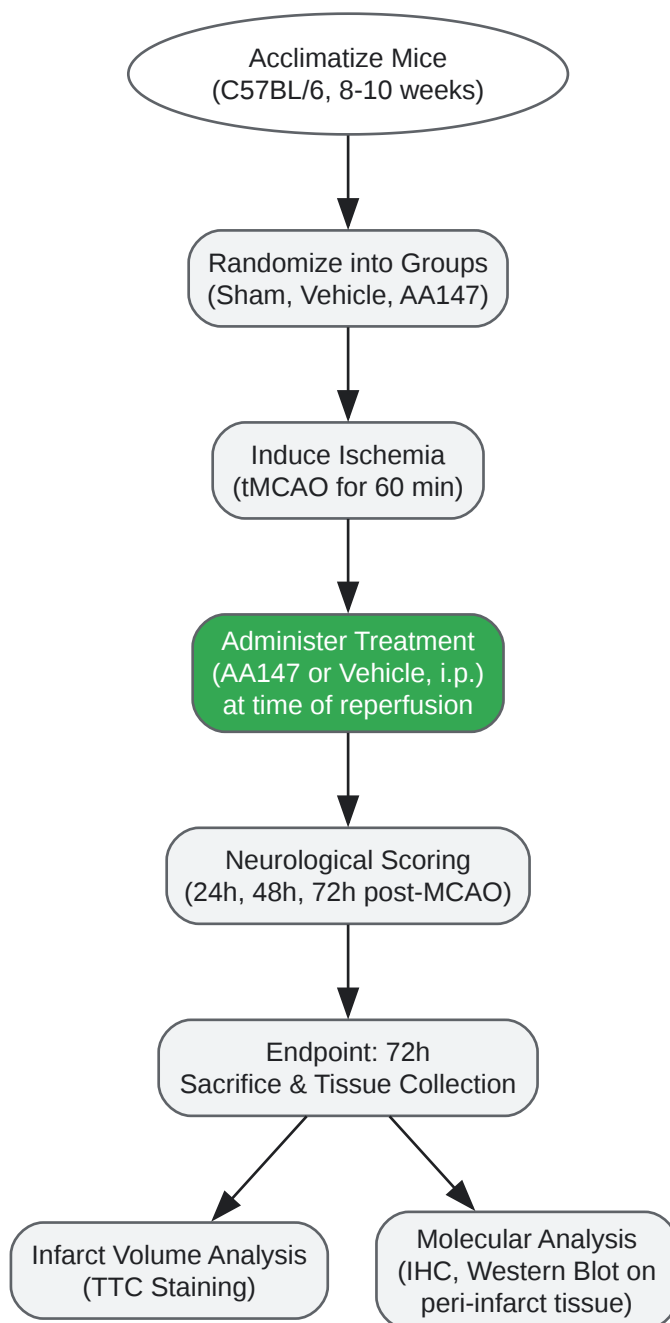 Acclimatize Mice
(C57BL/6, 8-10 weeks)
Randomize into Groups
(Sham, Vehicle, AA147)
Induce Ischemia
(tMCAO for 60 min)
Administer Treatment
(AA147 or Vehicle, i.p.)
at time of reperfusion
Neurological Scoring
(24h, 48h, 72h post-MCAO)
Endpoint: 72h
Sacrifice & Tissue Collection
Infarct Volume Analysis
(TTC Staining)
Molecular Analysis
(IHC, Western Blot on
peri-infarct tissue)